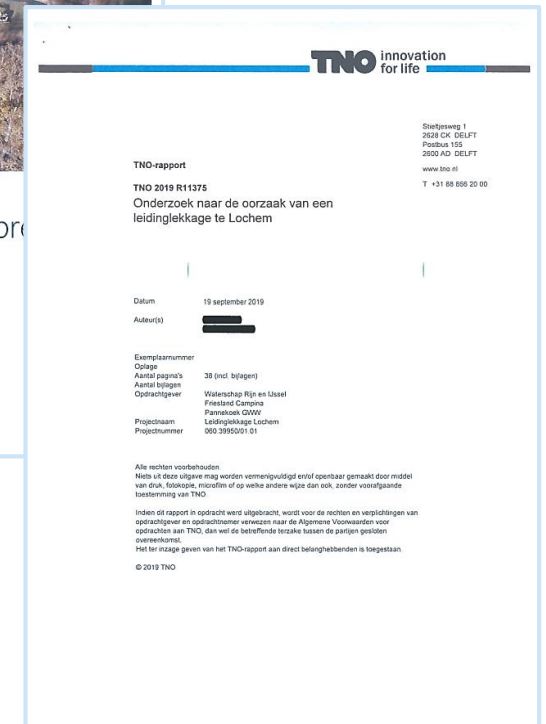 TNO innovation
for life
Stieltjesweg 1
2628 CK DELFT
Postbus 155
2600 AD DELFT
www.tno.nl
T +31 88 866 20 00
TNO-rapport
TNO 2019 R11375
Onderzoek naar de oorzaak van een
leidinglekkage te Lochem
Datum 19 september 2019
Auteur(s)
Exemplaarnummer
Oplage
Aantal pagina's 38 (incl. bijlagen)
Aantal bijlagen
Opdrachtgever Waterschap Rijn en IJssel
Friesland Campina
Pannekoek GWW
Projectnaam Leidinglekkage Lochem
Projectnummer 060.39950/01.01
Alle rechten voorbehouden.
Niets uit deze uitgave mag worden vermenigvuldigd en/of openbaar gemaakt door middel
van druk, fotokopie, microfilm of op welke andere wijze dan ook, zonder voorafgaande
toestemming van TNO.
Indien dit rapport in opdracht werd uitgebracht, wordt voor de rechten en verplichtingen van
opdrachtgever en opdrachtnemer verwezen naar de Algemene Voorwaarden voor
opdrachten aan TNO, dan wel de betreffende terzake tussen de partijen gesloten
overeenkomst.
Het ter inzage geven van het TNO-rapport aan direct belanghebbenden is toegestaan.
© 2019 TNO